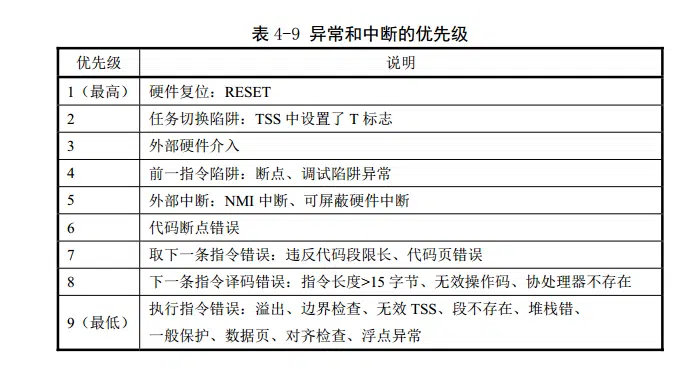 表 4-9 异常和中断的优先级
优先级 说明
1（最高） 硬件复位：RESET
2 任务切换陷阱：TSS 中设置了 T 标志
3 外部硬件介入
4 前一指令陷阱：断点、调试陷阱异常
5 外部中断：NMI 中断、可屏蔽硬件中断
6 代码断点错误
7 取下一条指令错误：违反代码段限长、代码页错误
8 下一条指令译码错误：指令长度>15 字节、无效操作码、协处理器不存在
9（最低） 执行指令错误：溢出、边界检查、无效 TSS、段不存在、堆栈错、
一般保护、数据页、对齐检查、浮点异常